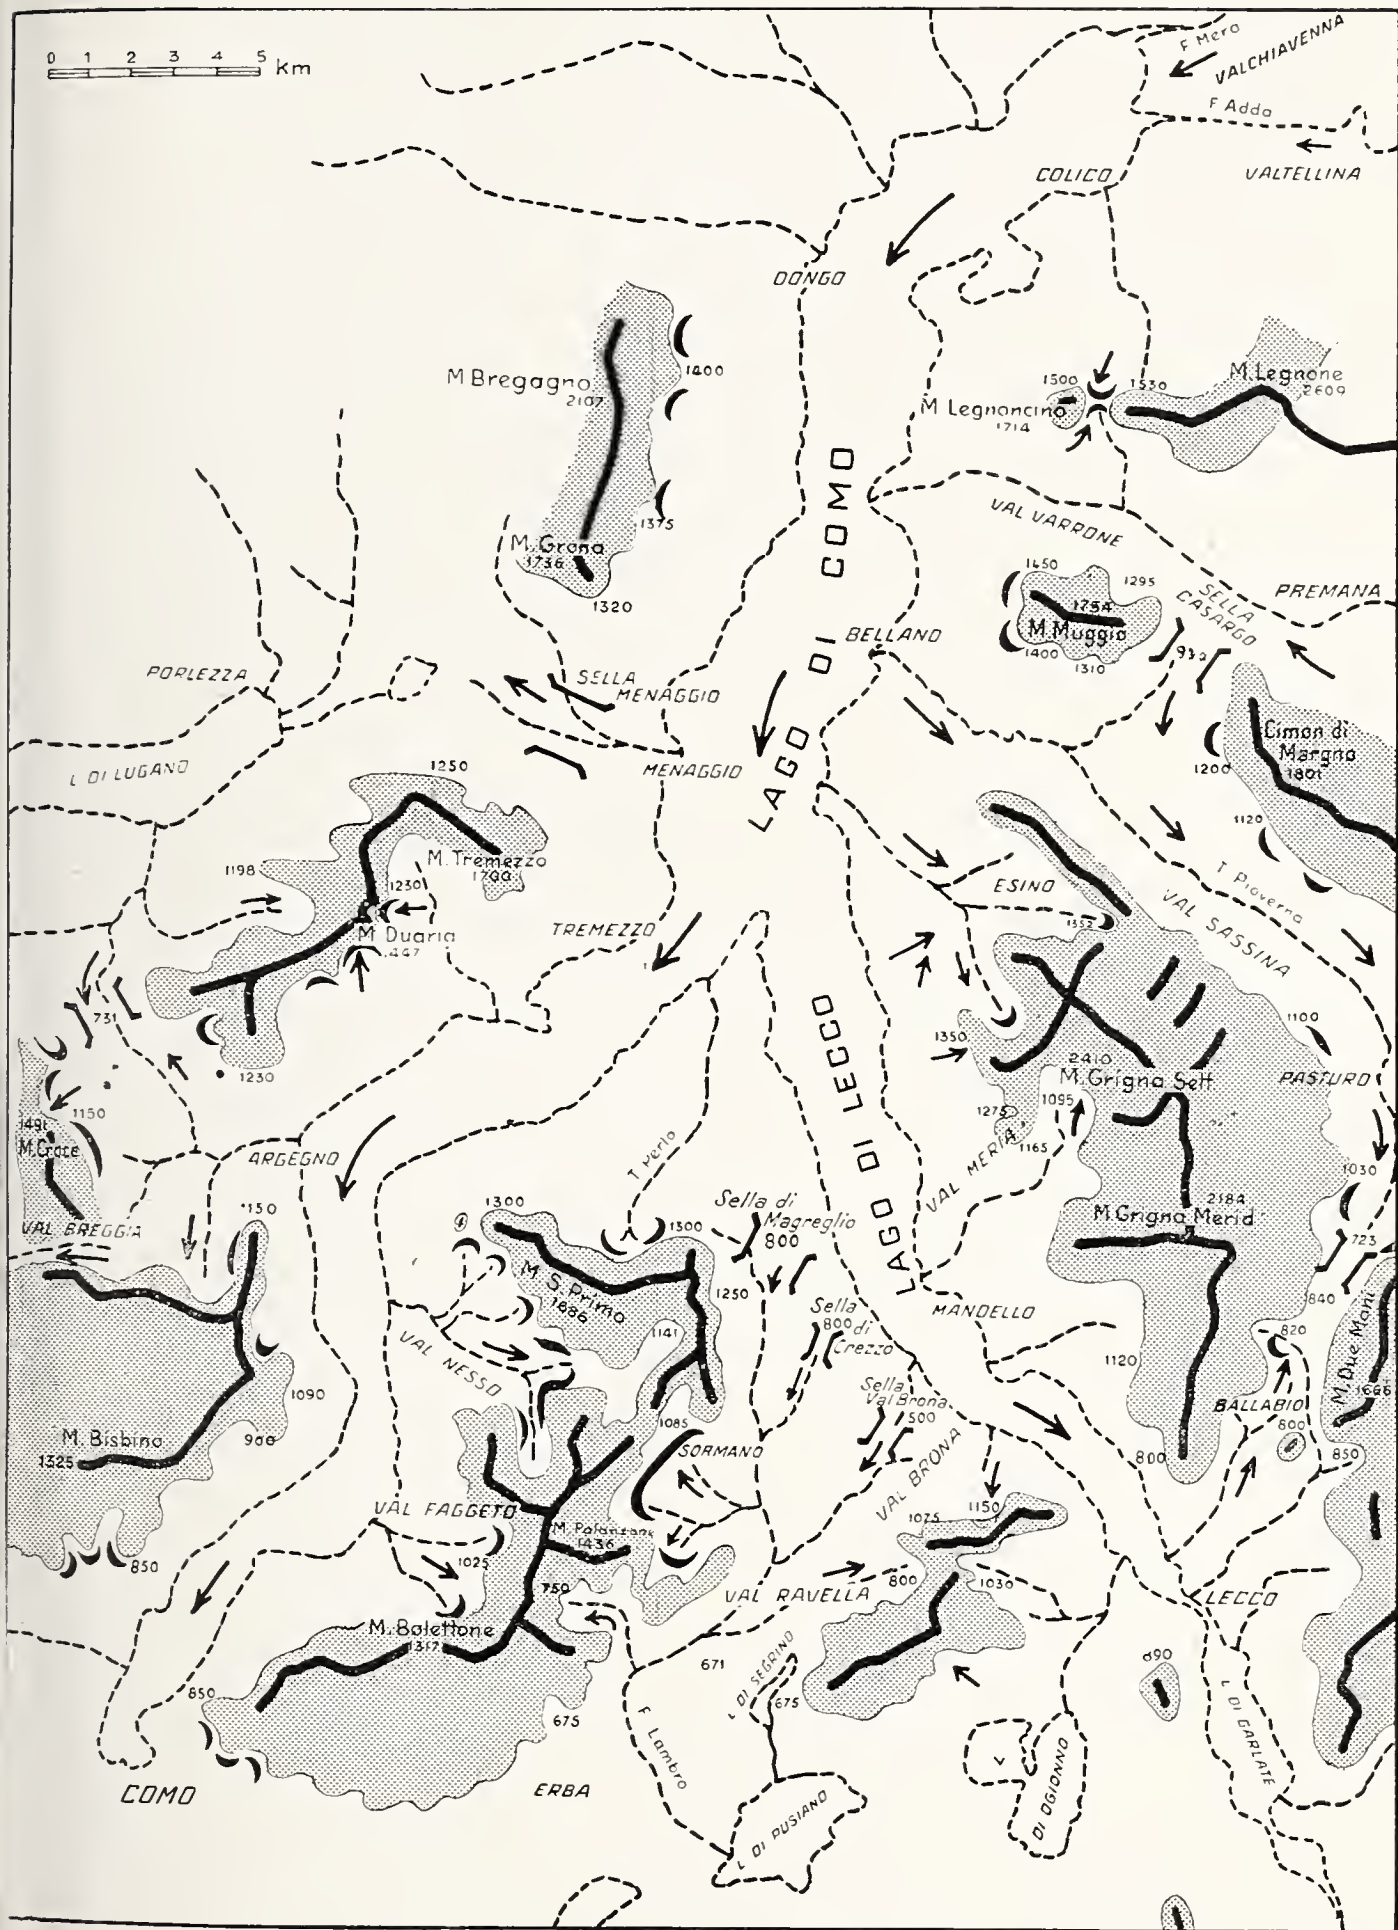 0 1 2 3 4 5 km
F Mera
VALCHIAVENNA
F Adda
COLICO
VALTELLINA
DONGO
M Bregagno
2107
1400
1500
1530
M. Legnone
2609
M Legnoncino
1714
LAGO DI COMO
1375
VAL VARRONE
M. Grona
1736
1320
1450
1295
1754
M. Muggio
1400
1310
SELLA
CASARGO
PREMANA
BELLANO
932
PORLEZZA
SELLA
MENAGGIO
L DI LUGANO
MENAGGIO
1250
Cimon di
Margno
1801
1200
1120
M. Tremezzo
1700
1198
1230
M. Duaria
1447
TREMEZZO
ESINO
1352
T Pioverna
VAL SASSINA
731
1230
LAGO DI LECCO
1350
1100
2410
M. Grigna Sett
PASTURO
1491
1150
M. Crote
ARGEGNO
T Perlo
1275
1095
VAL MERIA
1165
1030
VAL BREGGIA
1150
1300
1300
Sella di
Magreglio
800
2184
M. Grigna Merid
723
M. S. Primo
1686
1250
1141
Sella
800 di
Crezzo
MANDELLO
840
820
VAL NESSO
1090
1120
M. Due Mani
1666
Sella
Val Brona
500
BALLABIO
600
1085
M. Bisbino
1325
900
SORMANO
VAL BRONA
800
850
VAL FAGGETO
M. Palanzone
1436
1150
1075
850
1025
750
VAL RAVELLA
800
1030
LECCO
M. Bolettone
1317
671
L DI SEGRINO
675
890
850
675
F Lambro
L DI GARLATE
COMO
ERBA
L DI PUSIANO
L
DI OGIONNO